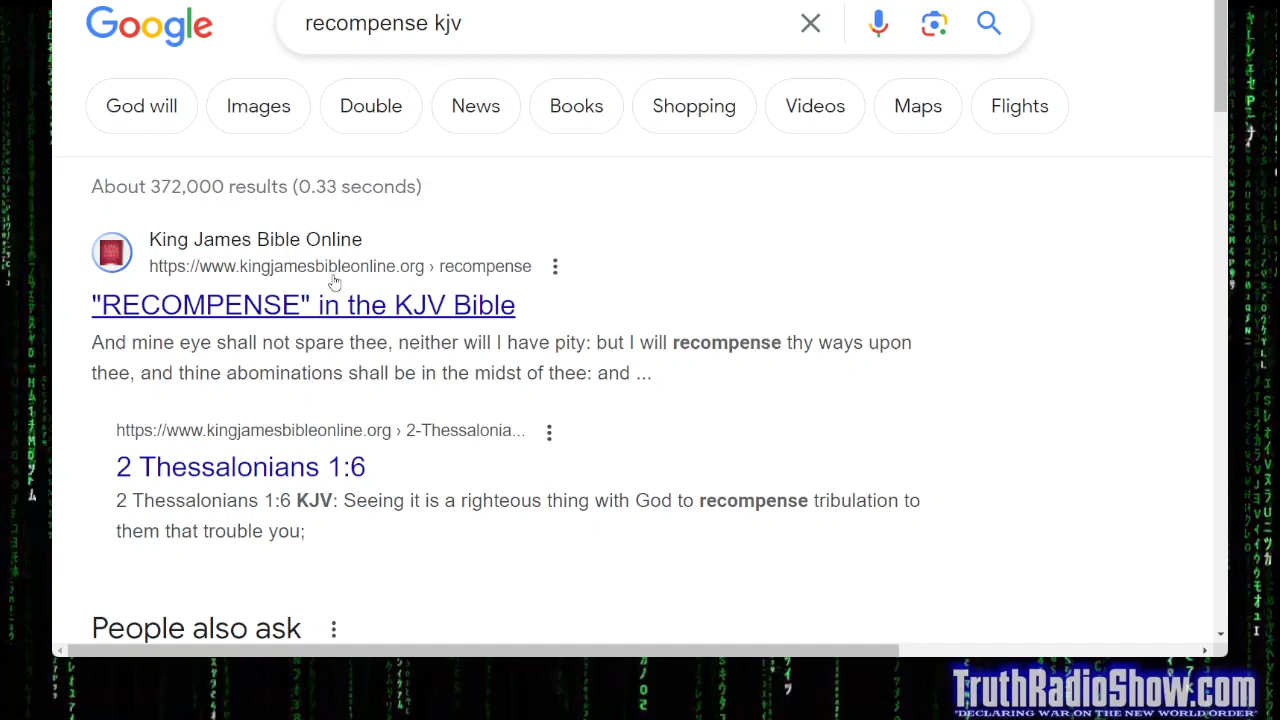 Google
recompense kjv
God will
Images
Double
News
Books
Shopping
Videos
Maps
Flights
About 372,000 results (0.33 seconds)
King James Bible Online
https://www.kingjamesbibleonline.org › recompense
"RECOMPENSE" in the KJV Bible
And mine eye shall not spare thee, neither will I have pity: but I will recompense thy ways upon
thee, and thine abominations shall be in the midst of thee: and ...
https://www.kingjamesbibleonline.org › 2-Thessalonia...
2 Thessalonians 1:6
2 Thessalonians 1:6 KJV: Seeing it is a righteous thing with God to recompense tribulation to
them that trouble you;
People also ask
TruthRadioShow.com
"DECLARING WAR ON THE NEW WORLD ORDER"